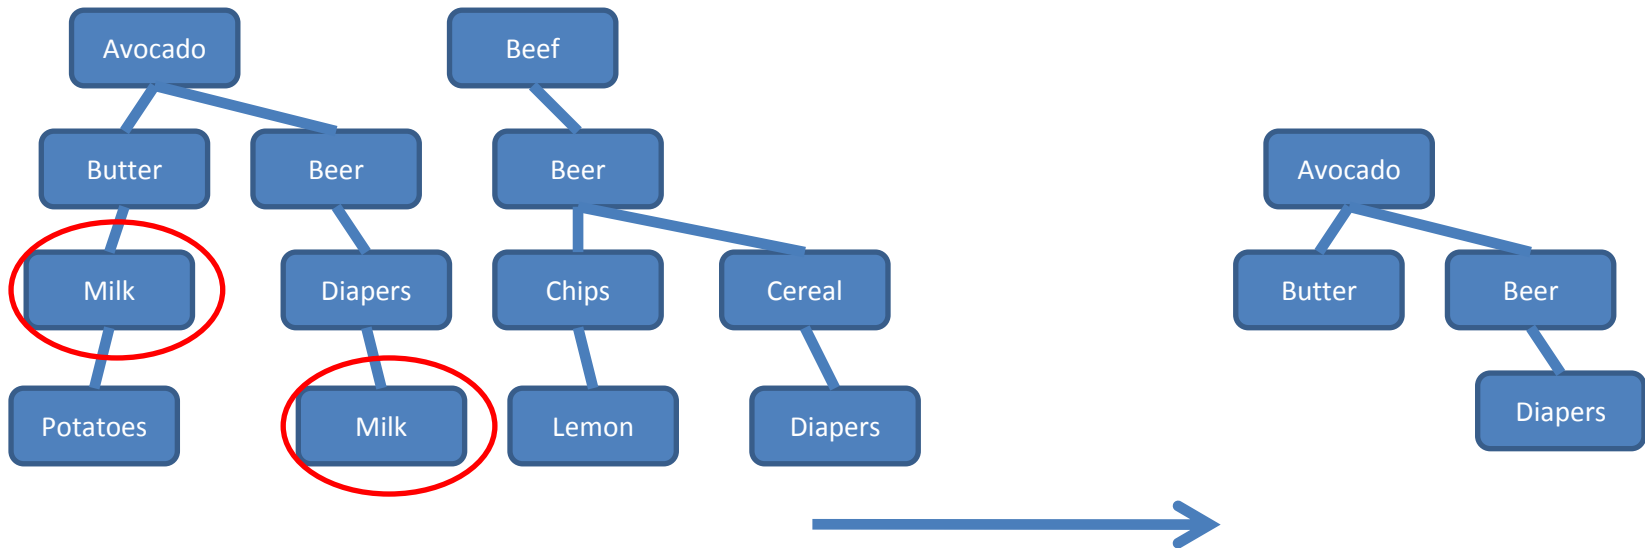 Avocado
Beef
Butter
Beer
Beer
Avocado
Milk
Diapers
Chips
Cereal
Butter
Beer
Potatoes
Milk
Lemon
Diapers
Diapers